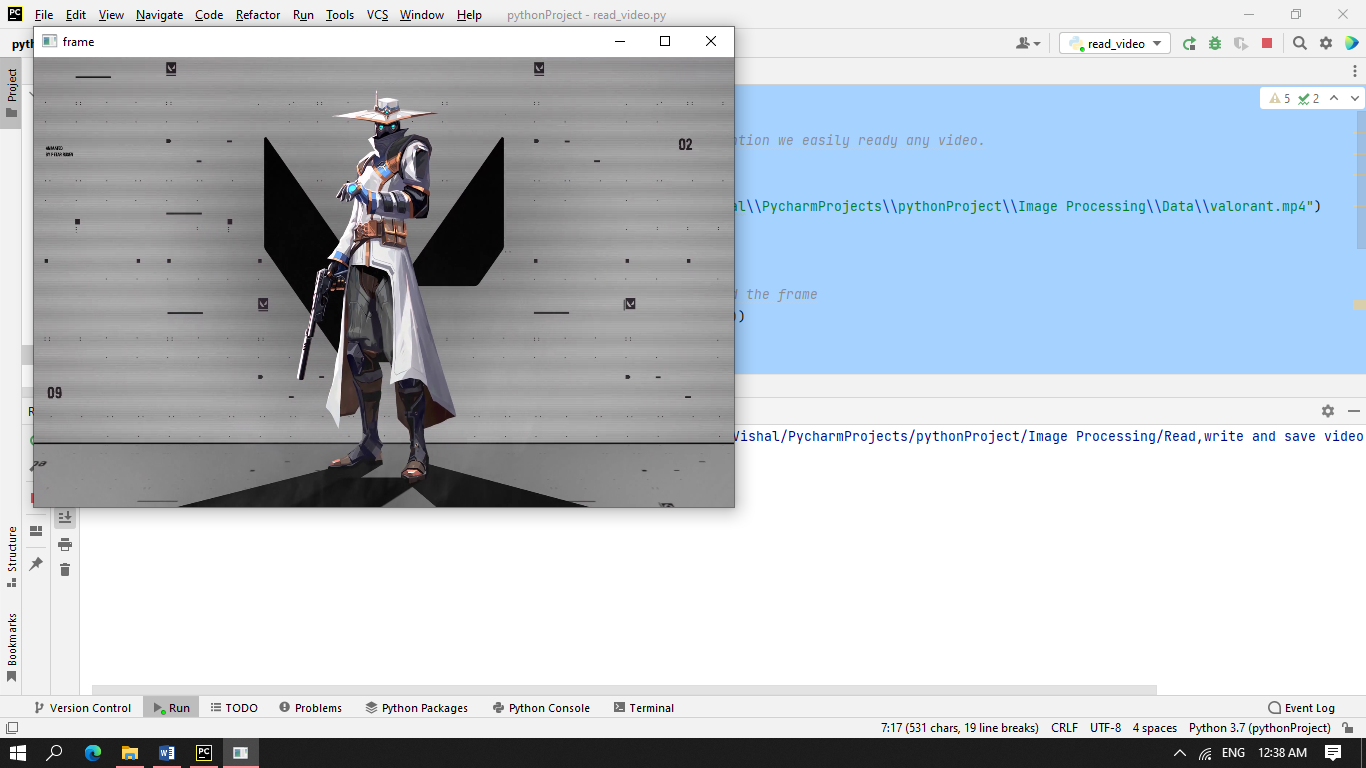 File Edit View Navigate Code Refactor Run Tools VCS Window Help pythonProject - read_video.py
pyth
frame
read_video
Project
5 2
ntion we easily ready any video.
02
al\\PycharmProjects\\pythonProject\\Image Processing\\Data\\valorant.mp4")
d the frame
))
09
R
Vishal/PycharmProjects/pythonProject/Image Processing/Read,write and save video
Structure
Bookmarks
Version Control Run TODO Problems Python Packages Python Console Terminal Event Log
7:17 (531 chars, 19 line breaks) CRLF UTF-8 4 spaces Python 3.7 (pythonProject)
ENG 12:38 AM